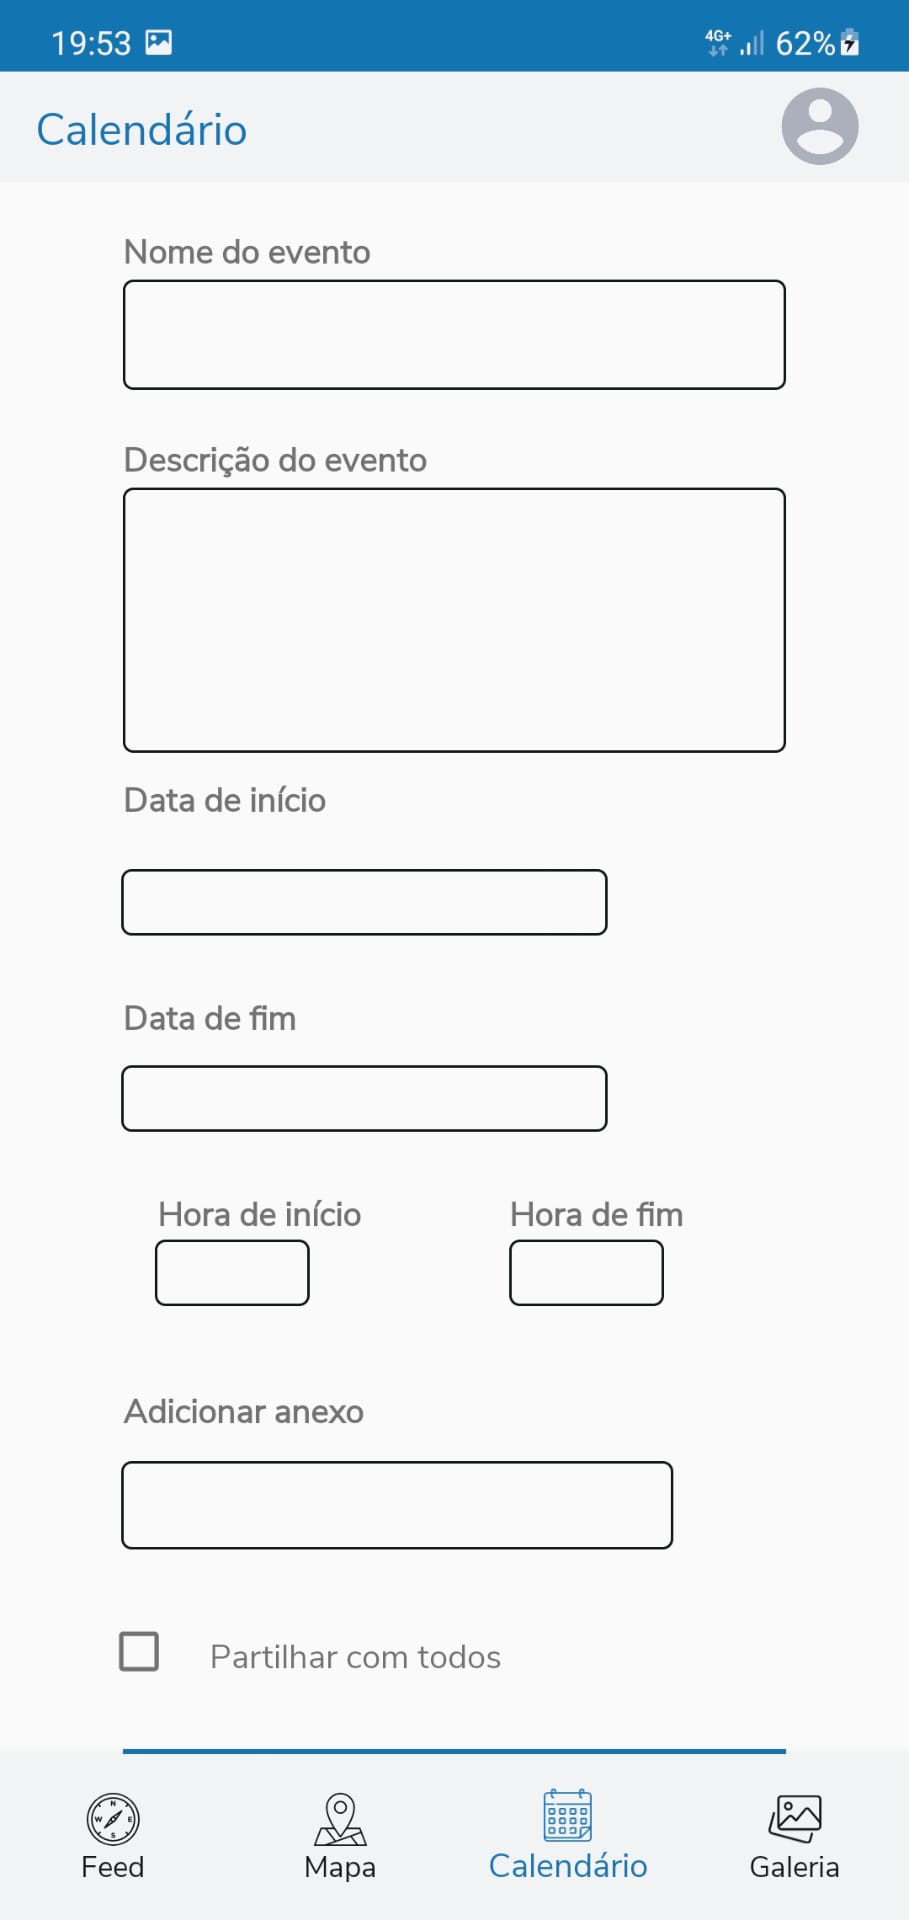 19:53 4G+ 62%
Calendário
Nome do evento
Descrição do evento
Data de início
Data de fim
Hora de início Hora de fim
Adicionar anexo
Partilhar com todos
N
W E
S
Feed Mapa Calendário Galeria